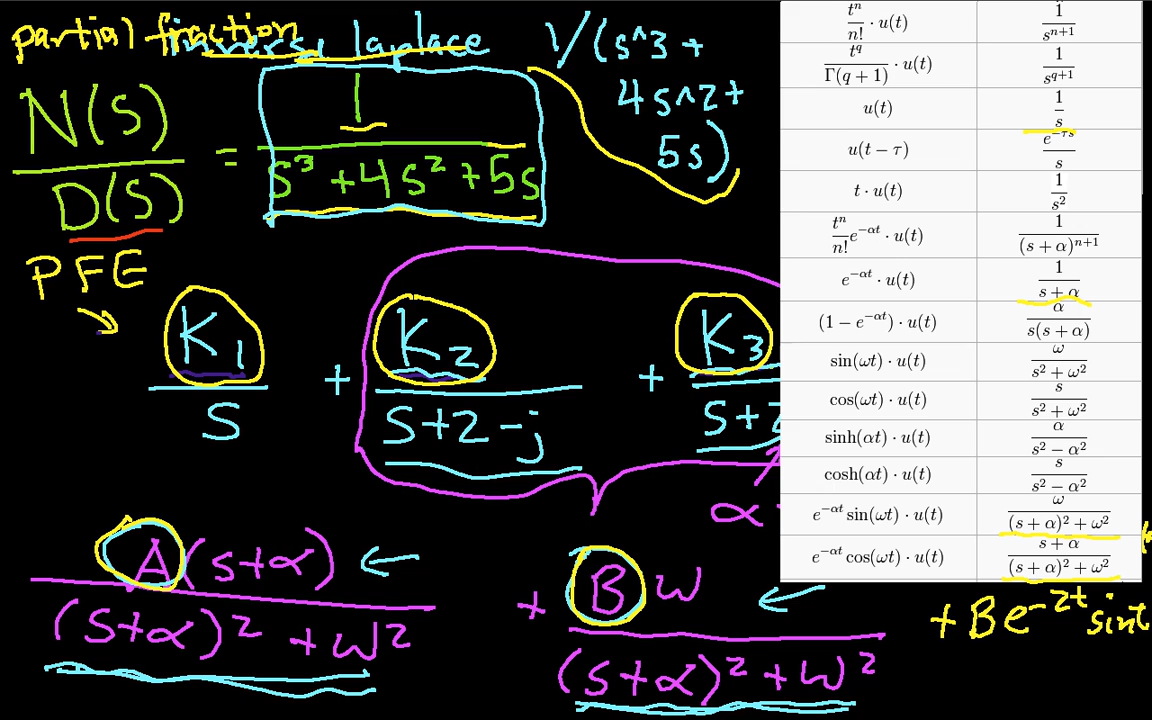 partial fraction
inverse laplace
1/(s^3 +
4s^2+
5s)
N(s)
D(s)
=
1
s³ + 4s² + 5s
PFE
K1
s
+
K2
s+2-j
+
K3
s+2
α
A(s+α)
(s+α)² + ω²
+
Bω
(s+α)² + ω²
+ Be^-2t sint
t^n/n! · u(t) 1/s^(n+1)
t^q/Γ(q + 1) · u(t) 1/s^(q+1)
u(t) 1/s
u(t − τ) e^(−τs)/s
t · u(t) 1/s²
t^n/n! e^(−αt) · u(t) 1/(s + α)^(n+1)
e^(−αt) · u(t) 1/(s + α)
(1 − e^(−αt)) · u(t) α/(s(s + α))
sin(ωt) · u(t) ω/(s² + ω²)
cos(ωt) · u(t) s/(s² + ω²)
sinh(αt) · u(t) α/(s² − α²)
cosh(αt) · u(t) s/(s² − α²)
e^(−αt) sin(ωt) · u(t) ω/((s + α)² + ω²)
e^(−αt) cos(ωt) · u(t) (s + α)/((s + α)² + ω²)